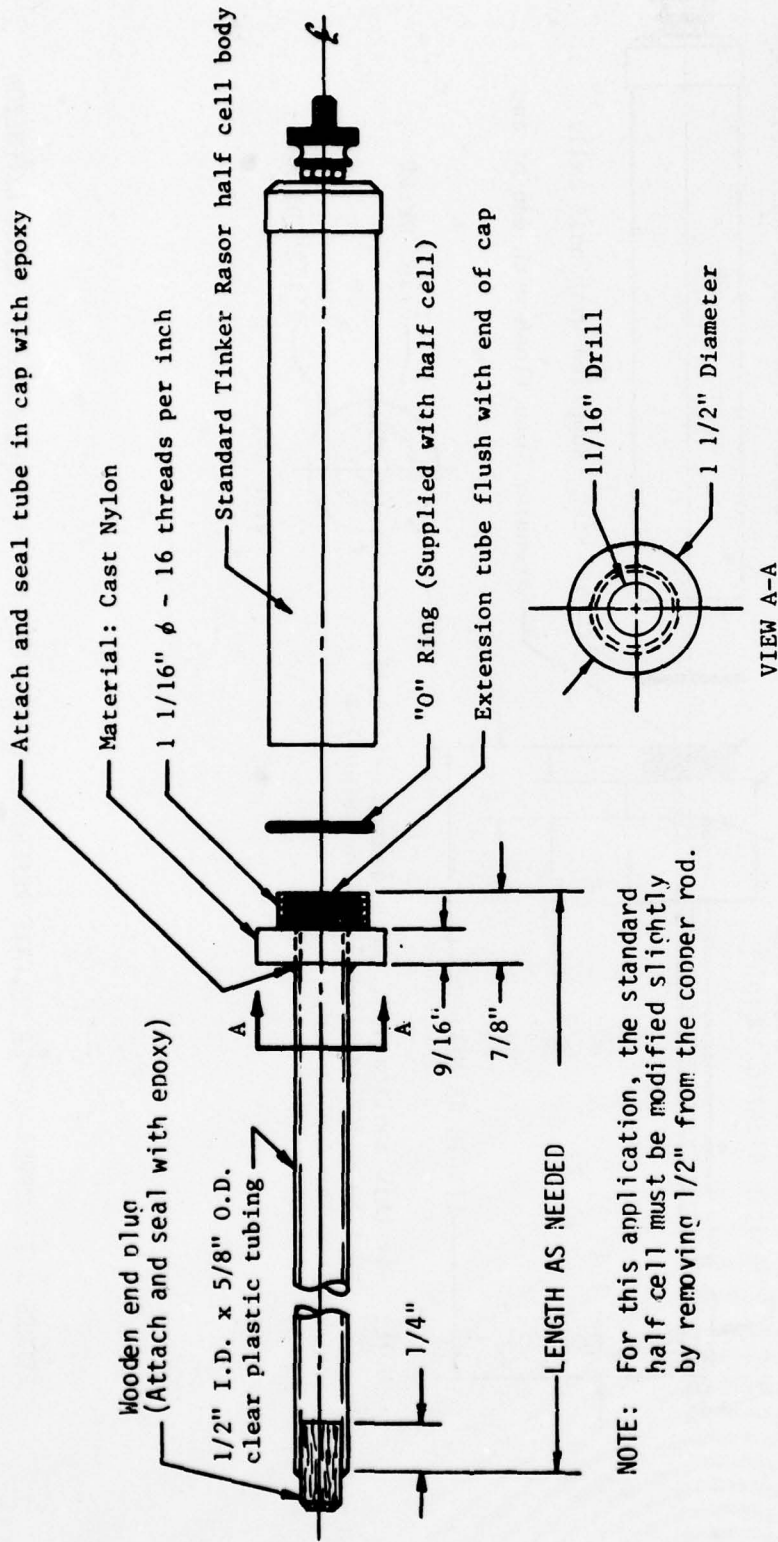 Attach and seal tube in cap with epoxy
Material: Cast Nylon
1 1/16" ϕ - 16 threads per inch
Standard Tinker Rasor half cell body
Wooden end plug
(Attach and seal with epoxy)
1/2" I.D. x 5/8" O.D.
clear plastic tubing
A
A
"O" Ring (Supplied with half cell)
Extension tube flush with end of cap
9/16"
7/8"
1/4"
LENGTH AS NEEDED
11/16" Drill
1 1/2" Diameter
VIEW A-A
NOTE: For this application, the standard
half cell must be modified slightly
by removing 1/2" from the copper rod.